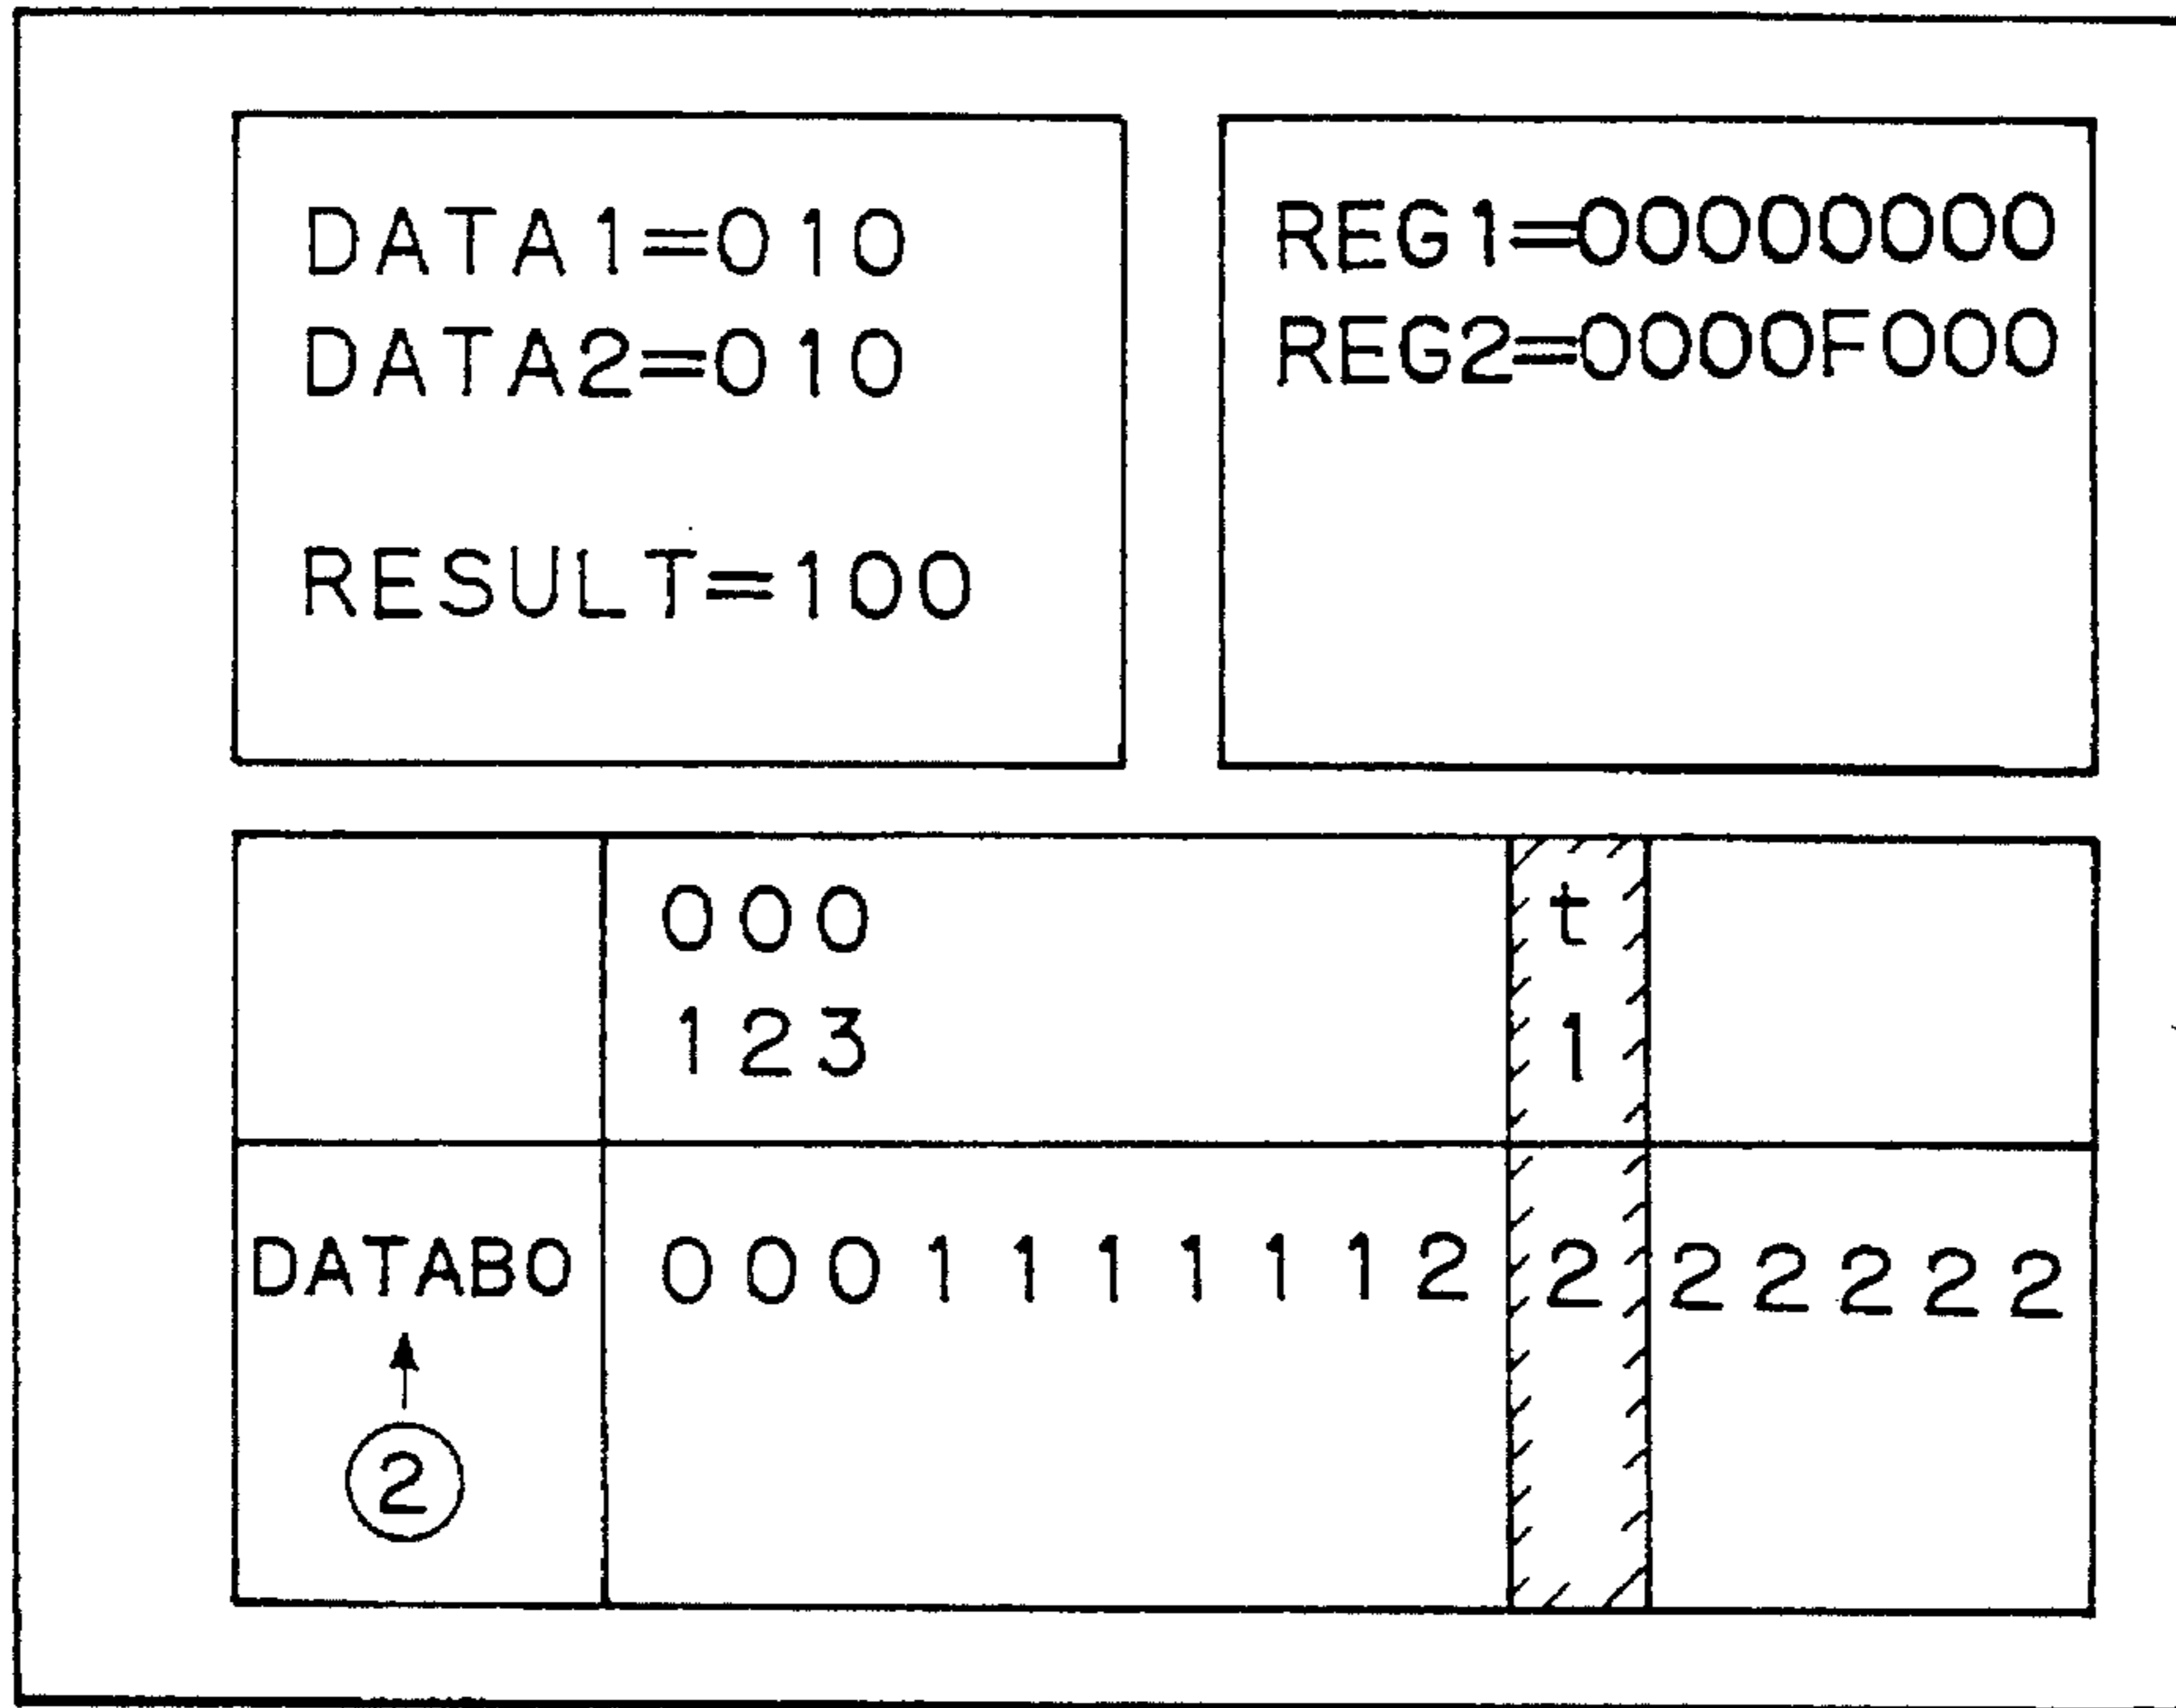 DATA1=010
DATA2=010
RESULT=100
REG1=00000000
REG2=0000F000
000 t
123 1
DATAB0 0001111112 2 22222
②